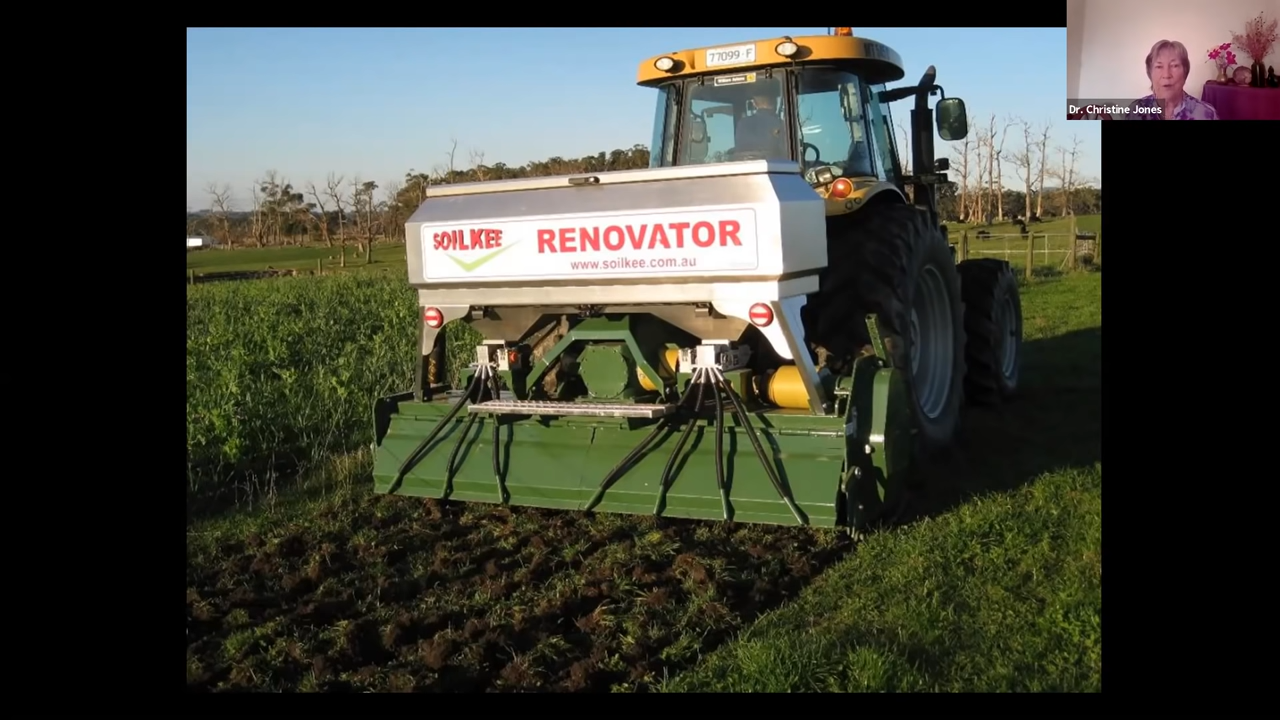 77099·F
SOILKEE
RENOVATOR
www.soilkee.com.au
Dr. Christine Jones